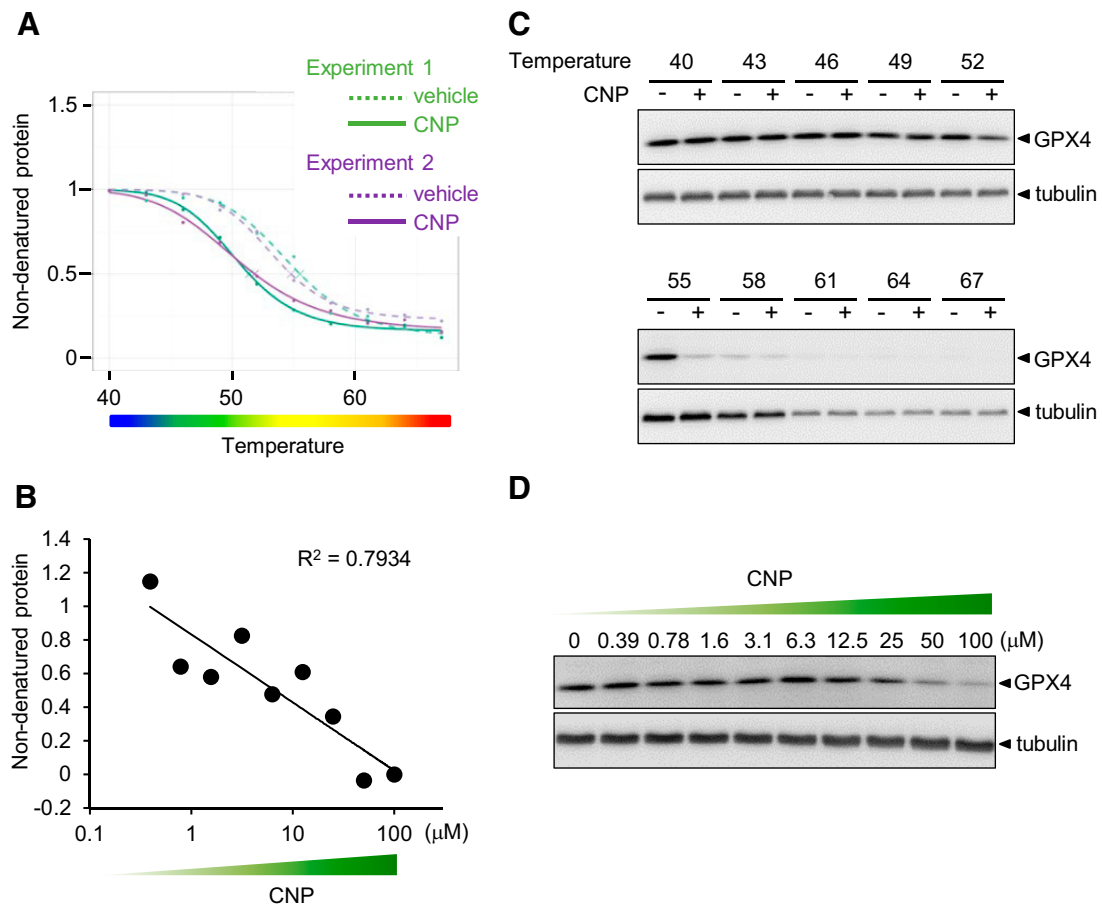 A
Experiment 1
vehicle
CNP
Experiment 2
vehicle
CNP
Non-denatured protein
1.5
1
0.5
0
40 50 60
Temperature
B
Non-denatured protein
1.4
1.2
1
0.8
0.6
0.4
0.2
0
-0.2
R² = 0.7934
0.1 1 10 100 (μM)
CNP
C
Temperature 40 43 46 49 52
CNP - + - + - + - + - +
GPX4
tubulin
55 58 61 64 67
- + - + - + - + - +
GPX4
tubulin
D
CNP
0 0.39 0.78 1.6 3.1 6.3 12.5 25 50 100 (μM)
GPX4
tubulin